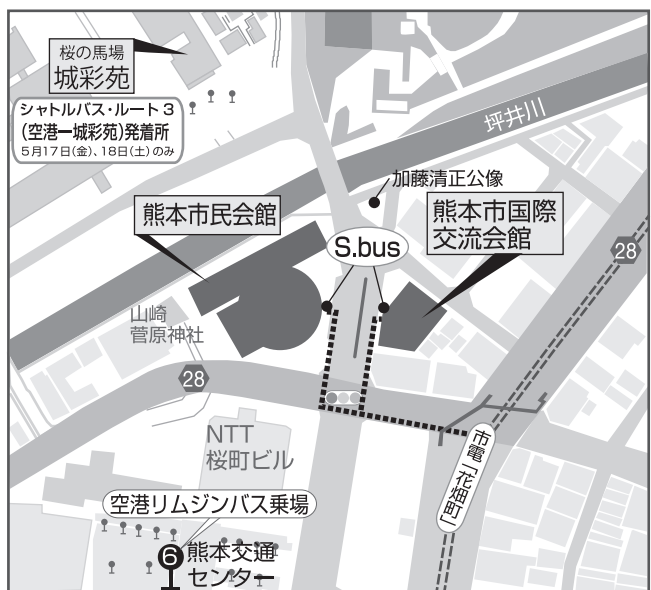 桜の馬場
城彩苑
シャトルバス・ルート3
(空港ー城彩苑)発着所
5月17日(金)、18日(土)のみ
坪井川
加藤清正公像
熊本市民会館
熊本市国際
交流会館
S.bus
28
山崎
菅原神社
28
NTT
桜町ビル
市電「花畑町」
空港リムジンバス乗場
6
熊本交通
センター